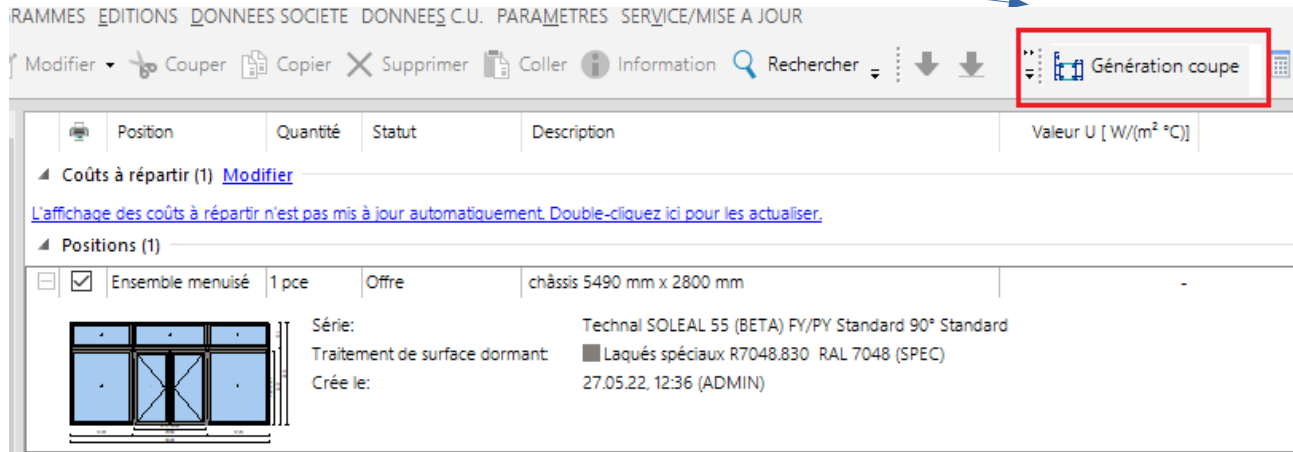 RAMMES EDITIONS DONNEES SOCIETE DONNEES C.U. PARAMETRES SERVICE/MISE A JOUR
Modifier Couper Copier Supprimer Coller Information Rechercher Génération coupe
Position Quantité Statut Description Valeur U [ W/(m² °C)]
Coûts à répartir (1) Modifier
L'affichage des coûts à répartir n'est pas mis à jour automatiquement. Double-cliquez ici pour les actualiser.
Positions (1)
Ensemble menuisé 1 pce Offre châssis 5490 mm x 2800 mm -
Série: Technal SOLEAL 55 (BETA) FY/PY Standard 90° Standard
Traitement de surface dormant: Laqués spéciaux R7048.830 RAL 7048 (SPEC)
Crée le: 27.05.22, 12:36 (ADMIN)